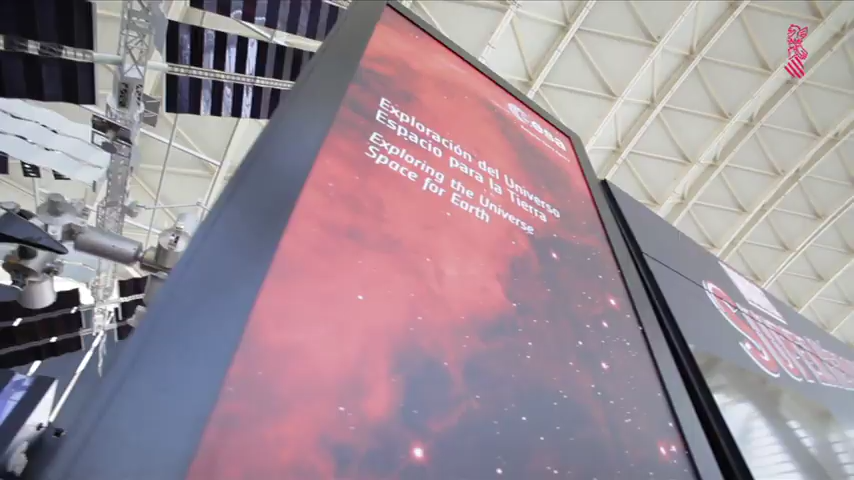 esa
Exploración del Universo
Espacio para la Tierra
Exploring the Universe
Space for Earth